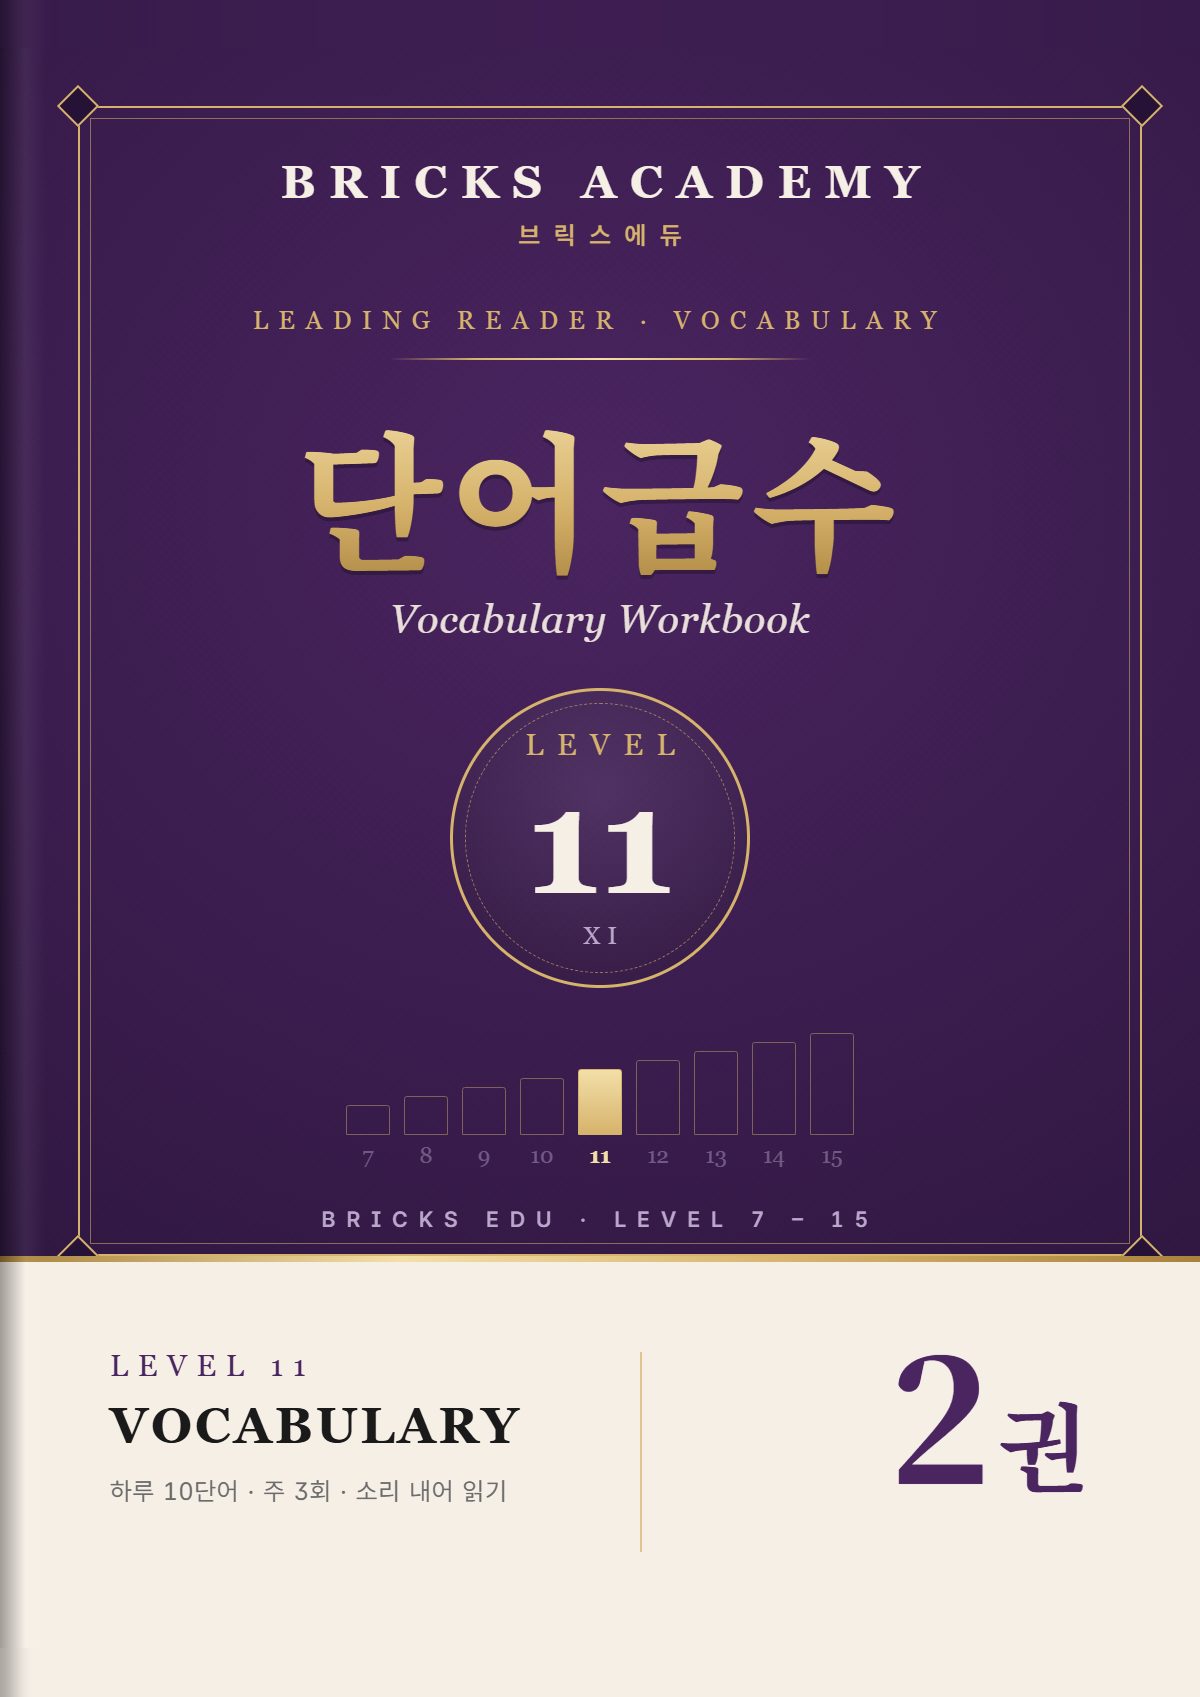 BRICKS ACADEMY
브릭스에듀
LEADING READER · VOCABULARY
단어급수
Vocabulary Workbook
LEVEL
11
XI
7 8 9 10 11 12 13 14 15
BRICKS EDU · LEVEL 7 – 15
LEVEL 11
VOCABULARY
하루 10단어 · 주 3회 · 소리 내어 읽기
2권